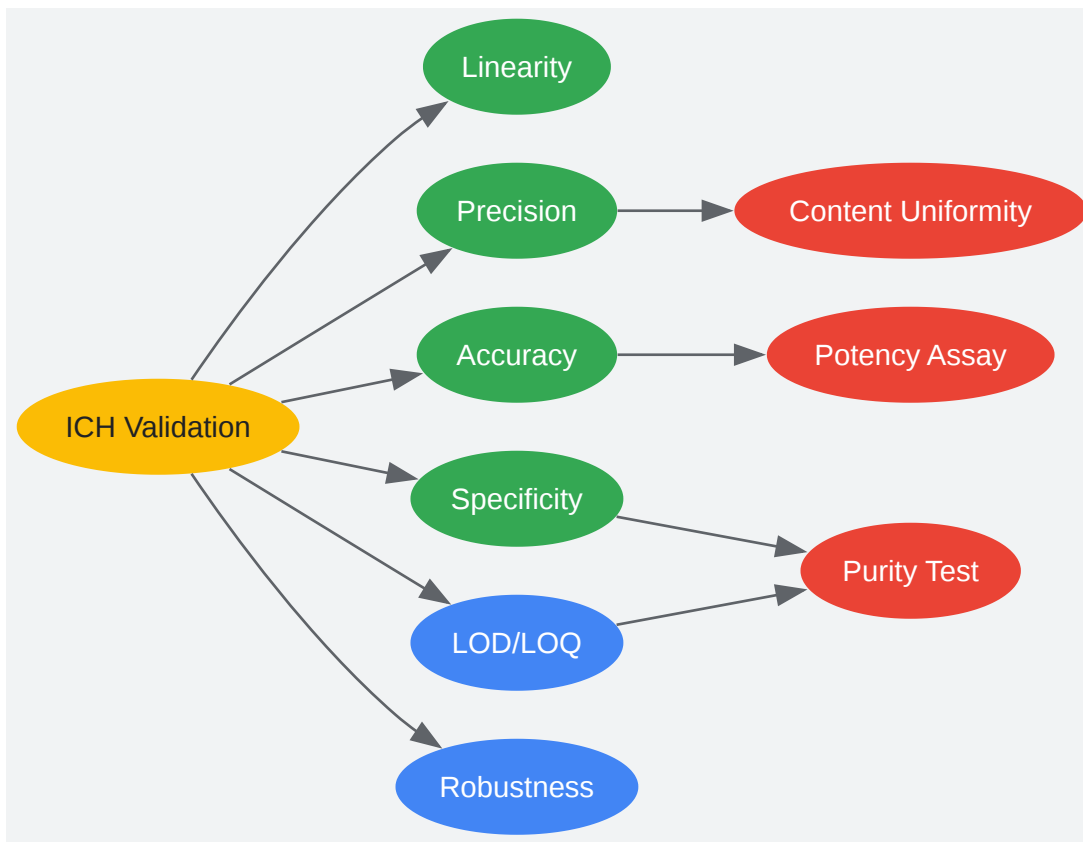 Linearity
Precision
Content Uniformity
Accuracy
Potency Assay
ICH Validation
Specificity
Purity Test
LOD/LOQ
Robustness